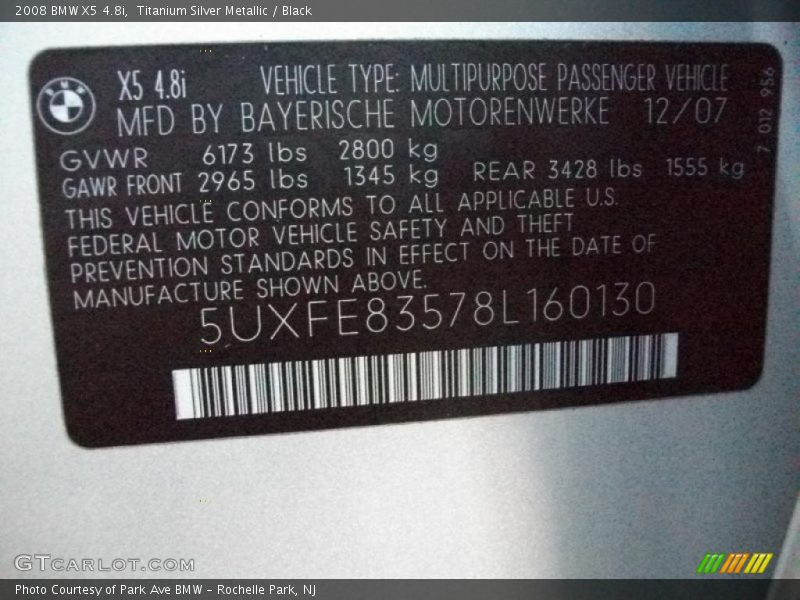 2008 BMW X5 4.8i, Titanium Silver Metallic / Black
BMW
X5 4.8i VEHICLE TYPE: MULTIPURPOSE PASSENGER VEHICLE
MFD BY BAYERISCHE MOTORENWERKE 12/07
7 012 956
GVWR 6173 lbs 2800 kg
GAWR FRONT 2965 lbs 1345 kg REAR 3428 lbs 1555 kg
THIS VEHICLE CONFORMS TO ALL APPLICABLE U.S.
FEDERAL MOTOR VEHICLE SAFETY AND THEFT
PREVENTION STANDARDS IN EFFECT ON THE DATE OF
MANUFACTURE SHOWN ABOVE.
5UXFE83578L160130
GTCARLOT.COM
Photo Courtesy of Park Ave BMW - Rochelle Park, NJ